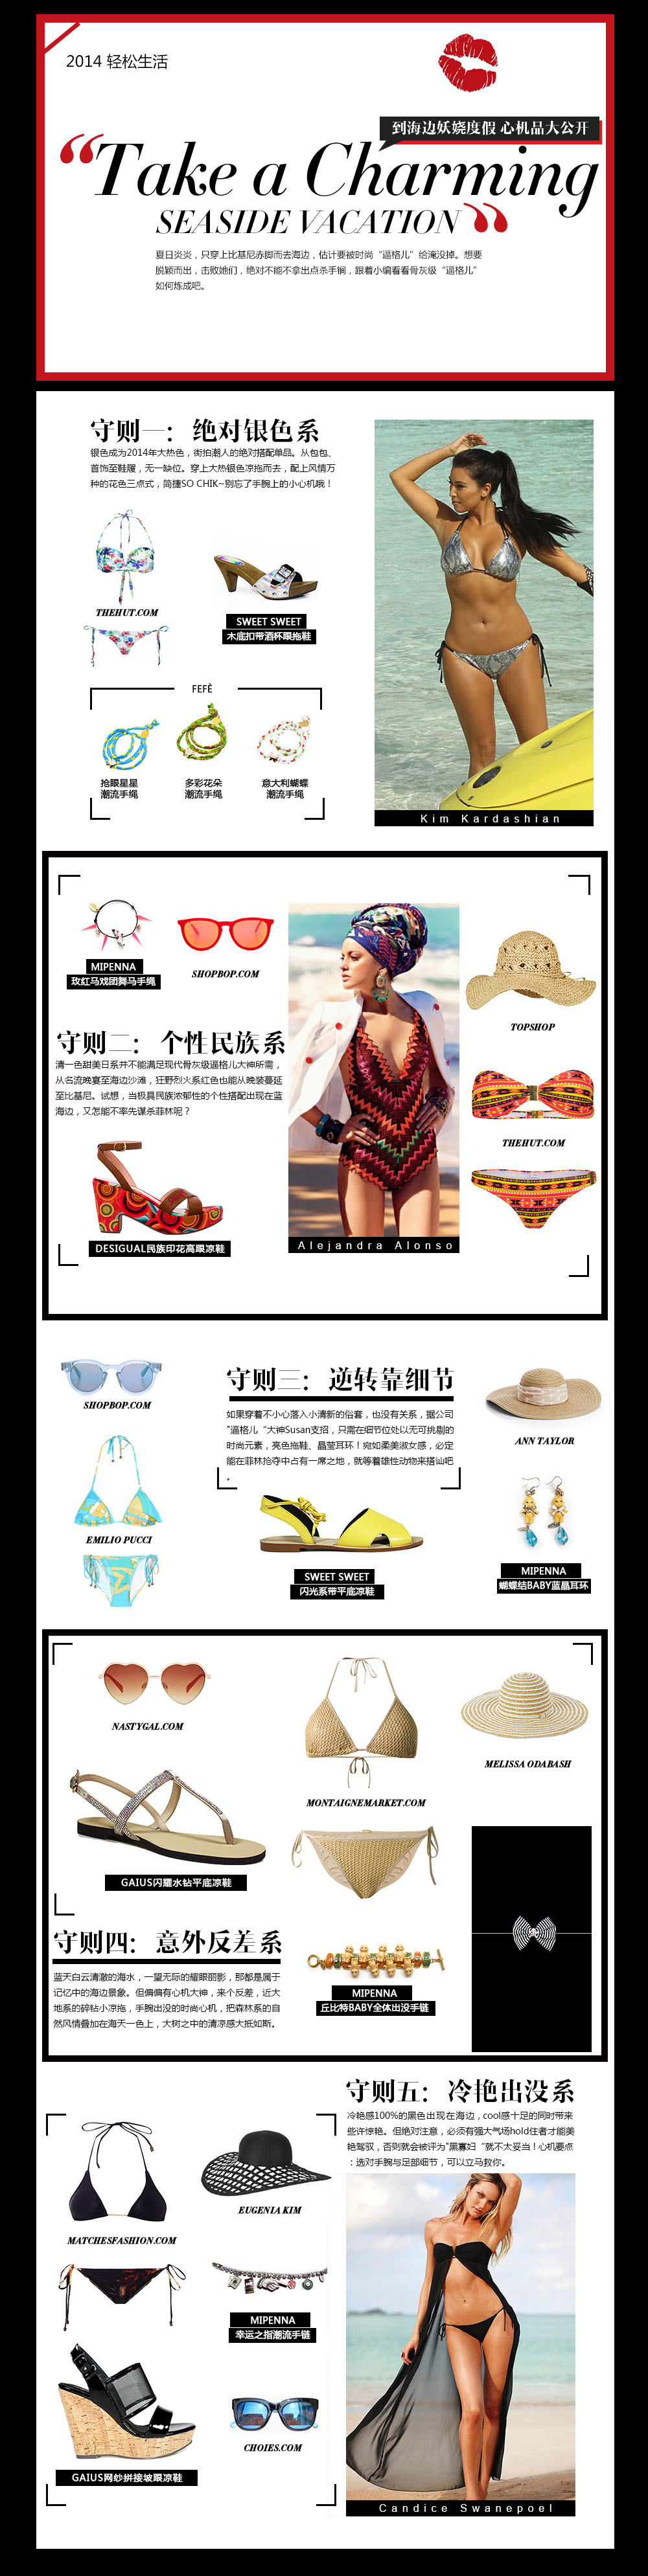 2014 轻松生活
到海边妖娆度假 心机品大公开
“Take a Charming
SEASIDE VACATION”
夏日炎炎，只穿上比基尼赤脚而去海边，估计要被时尚“逼格儿”给淹没掉。想要
脱颖而出，击败她们，绝对不能不拿出点杀手锏，跟着小编看看骨灰级“逼格儿”
如何炼成吧。
守则一：绝对银色系
银色成为2014年大热色，街拍潮人的绝对搭配单品。从包包、
首饰至鞋履，无一缺位。穿上大热银色凉拖而去，配上风情万
种的花色三点式，简捷SO CHIK~别忘了手腕上的小心机哦！
THEHUT.COM
SWEET SWEET
木底扣带酒杯跟拖鞋
FEFÈ
抢眼星星
潮流手绳
多彩花朵
潮流手绳
意大利蝴蝶
潮流手绳
Kim Kardashian
MIPENNA
玫红马戏团舞马手绳
SHOPBOP.COM
TOPSHOP
守则二：个性民族系
清一色甜美日系并不能满足现代骨灰级逼格儿大神所需，
从名流晚宴至海边沙滩，狂野烈火系红色也能从晚装蔓延
至比基尼。试想，当极具民族浓郁性的个性搭配出现在蓝
海边，又怎能不率先谋杀菲林呢？
THEHUT.COM
DESIGUAL民族印花高跟凉鞋
Alejandra Alonso
SHOPBOP.COM
守则三：逆转靠细节
如果穿着不小心落入小清新的俗套，也没有关系，据公司
"逼格儿“大神Susan支招，只需在细节位处以无可挑剔的
时尚元素，亮色拖鞋、晶莹耳环！宛如柔美淑女感，必定
能在菲林抢夺中占有一席之地，就等着雄性动物来搭讪吧
。
ANN TAYLOR
EMILIO PUCCI
SWEET SWEET
闪光系带平底凉鞋
MIPENNA
蝴蝶结BABY蓝晶耳环
NASTYGAL.COM
MELISSA ODABASH
MONTAIGNEMARKET.COM
GAIUS闪耀水钻平底凉鞋
守则四：意外反差系
蓝天白云清澈的海水，一望无际的耀眼丽影，那都是属于
记忆中的海边景象。但偏偏有心机大神，来个反差，近大
地系的碎钻小凉拖，手腕出没的时尚心机，把森林系的自
然风情叠加在海天一色上，大树之中的清凉感大抵如斯。
MIPENNA
丘比特BABY全体出没手链
守则五：冷艳出没系
冷艳感100%的黑色出现在海边，cool感十足的同时带来
些许惊艳。但绝对注意，必须有强大气场hold住者才能美
艳驾驭，否则就会被评为"黑寡妇“就不太妥当！心机要点
：选对手腕与足部细节，可以立马救你。
EUGENIA KIM
MATCHESFASHION.COM
MIPENNA
幸运之指潮流手链
CHOIES.COM
GAIUS网纱拼接坡跟凉鞋
Candice Swanepoel